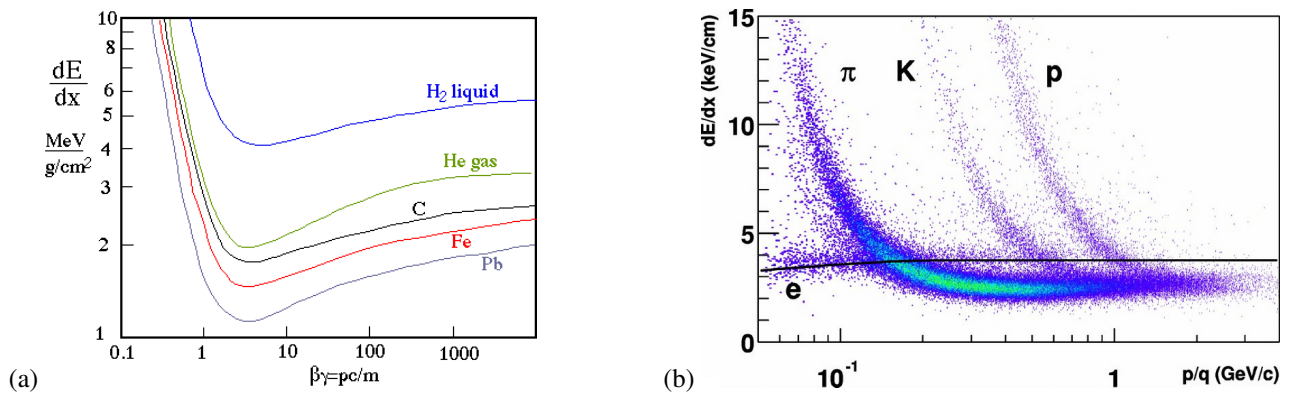 10
8
6
5
4
3
2
1
dE
dx
MeV
g/cm²
H₂ liquid
He gas
C
Fe
Pb
0.1
1
10
100
1000
βγ=pc/m
(a)
dE/dx (keV/cm)
15
10
5
0
π
K
p
e
10⁻¹
1
p/q (GeV/c)
(b)